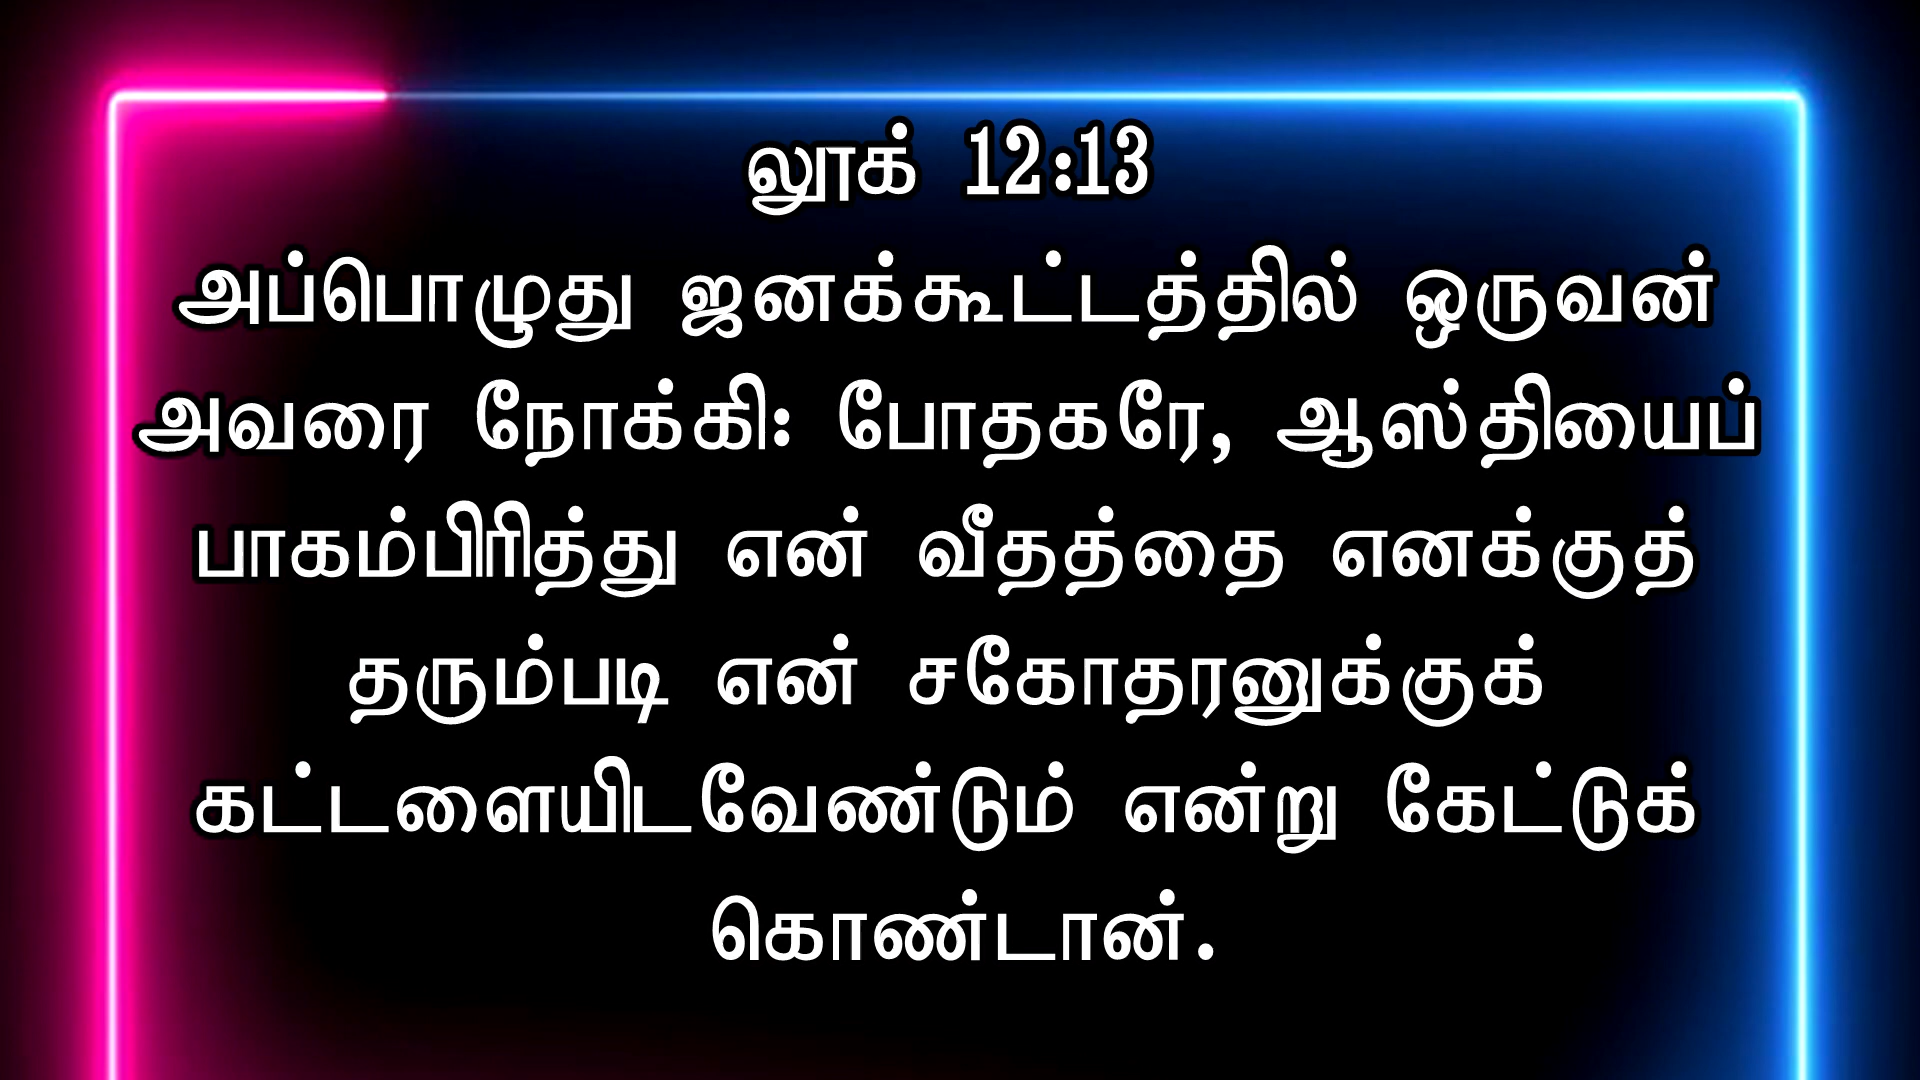 லூக் 12:13
அப்பொழுது ஜனக்கூட்டத்தில் ஒருவன்
அவரை நோக்கி: போதகரே, ஆஸ்தியைப்
பாகம்பிரித்து என் வீதத்தை எனக்குத்
தரும்படி என் சகோதரனுக்குக்
கட்டளையிடவேண்டும் என்று கேட்டுக்
கொண்டான்.